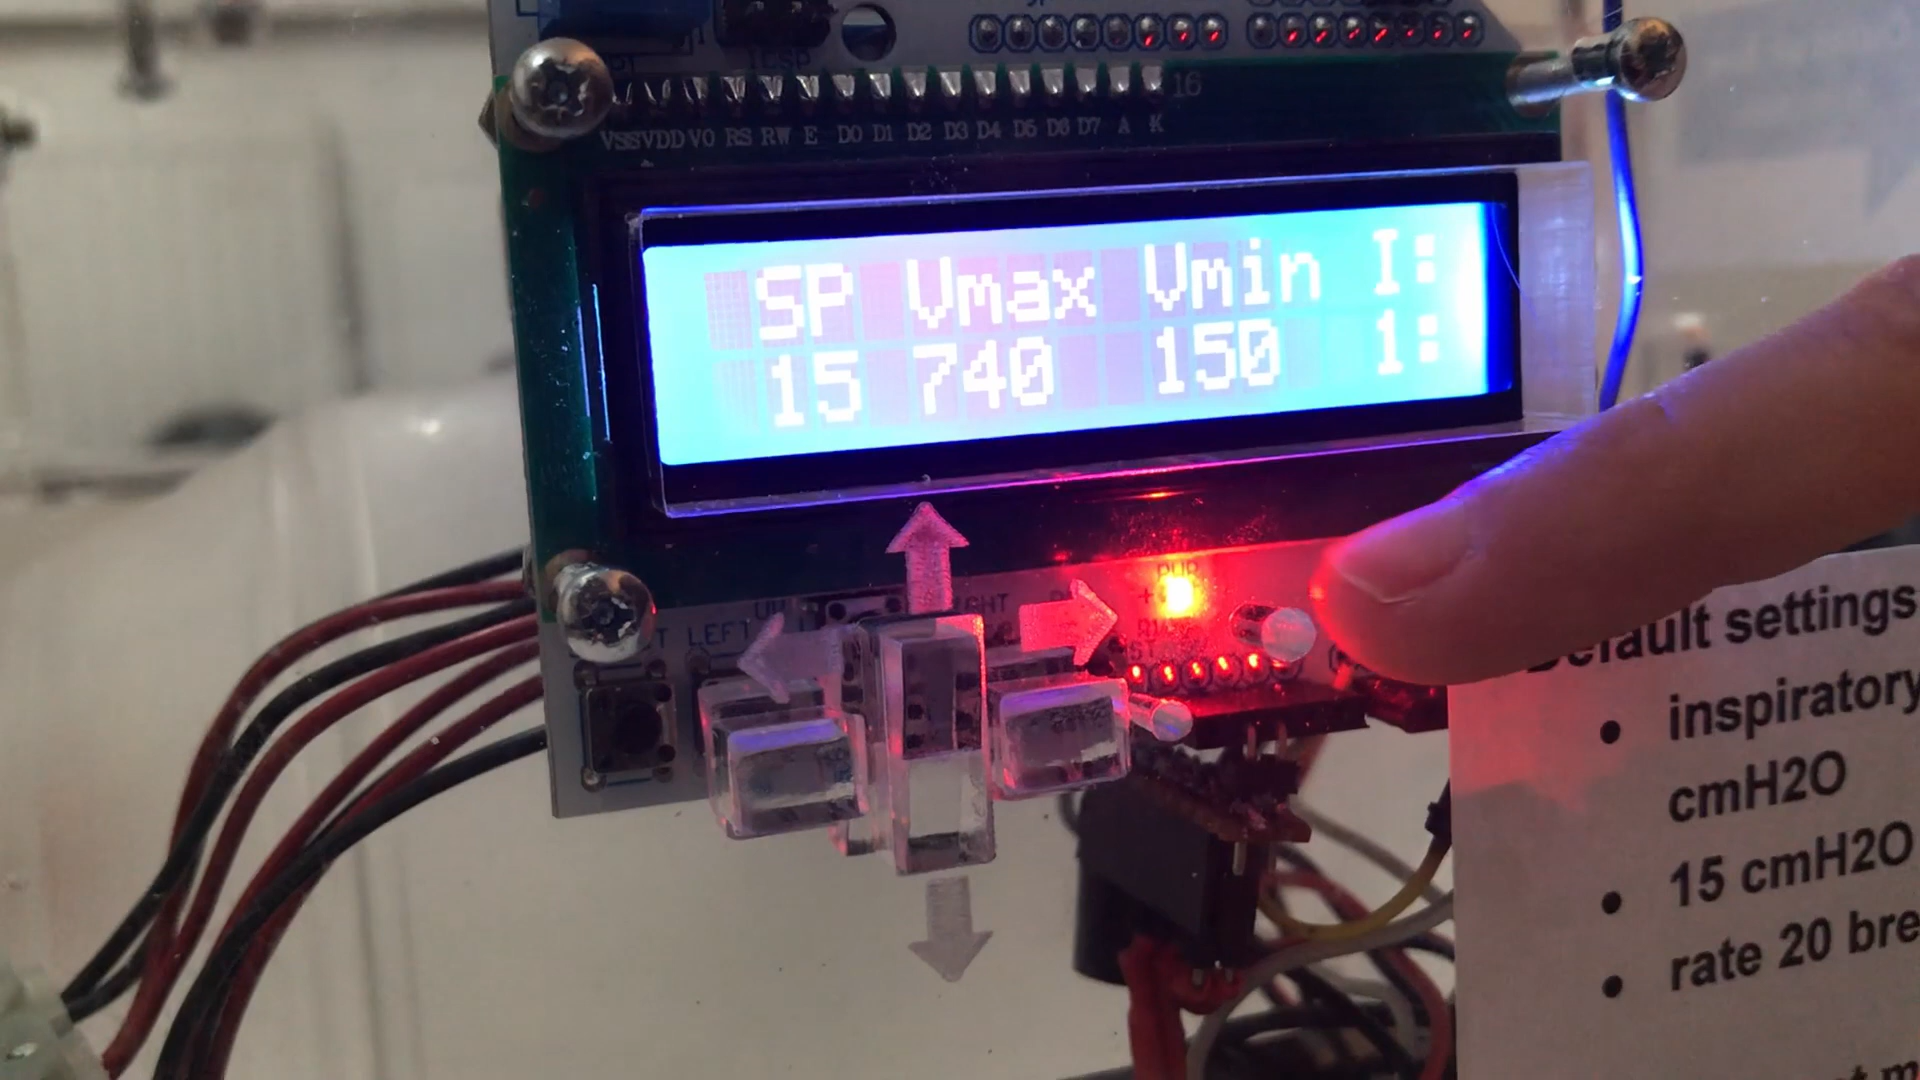 ICSP
16
VSS VDD V0 RS RW E D0 D1 D2 D3 D4 D5 D6 D7 A K
SP Vmax Vmin I:
15 740 150 1:
LEFT
Default settings
• inspiratory
cmH2O
• 15 cmH2O
• rate 20 bre